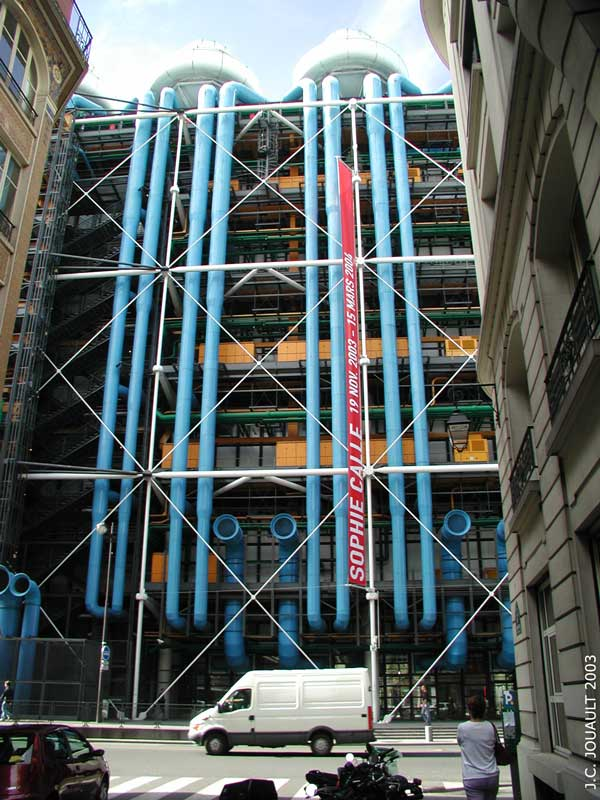 SOPHIE CALLE 19 NOV. 2003 - 15 MARS 2004
J.C. JOUAULT 2003
P